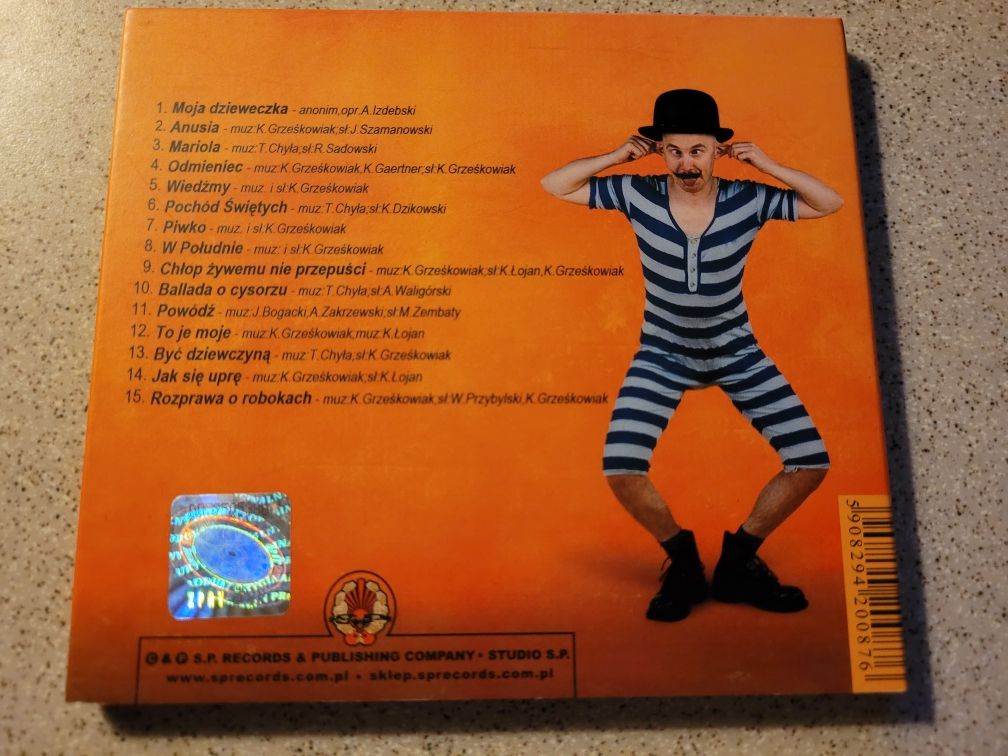 1. Moja dzieweczka - anonim,opr.A.Izdebski
2. Anusia - muz:K.Grześkowiak;sł:J.Szamanowski
3. Mariola - muz:T.Chyła;sł:R.Sadowski
4. Odmieniec - muz:K.Grześkowiak,K.Gaertner;sł:K.Grześkowiak
5. Wiedźmy - muz. i sł:K.Grześkowiak
6. Pochód Świętych - muz:T.Chyła;sł:K.Dzikowski
7. Piwko - muz. i sł:K.Grześkowiak
8. W Południe - muz: i sł:K.Grześkowiak
9. Chłop żywemu nie przepuści - muz:K.Grześkowiak;sł:K.Łojan,K.Grześkowiak
10. Ballada o cysorzu - muz:T.Chyła;sł:A.Waligórski
11. Powódź - muz:J.Bogacki,A.Zakrzewski;sł:M.Zembaty
12. To je moje - muz:K.Grześkowiak;muz:K.Łojan
13. Być dziewczyną - muz:T.Chyła;sł:K.Grześkowiak
14. Jak się uprę - muz:K.Grześkowiak;sł:K.Łojan
15. Rozprawa o robokach - muz:K.Grześkowiak;sł:W.Przybylski,K.Grześkowiak
© & ℗ S.P. RECORDS & PUBLISHING COMPANY • STUDIO S.P.
www.sprecords.com.pl • sklep.sprecords.com.pl
5908294200876